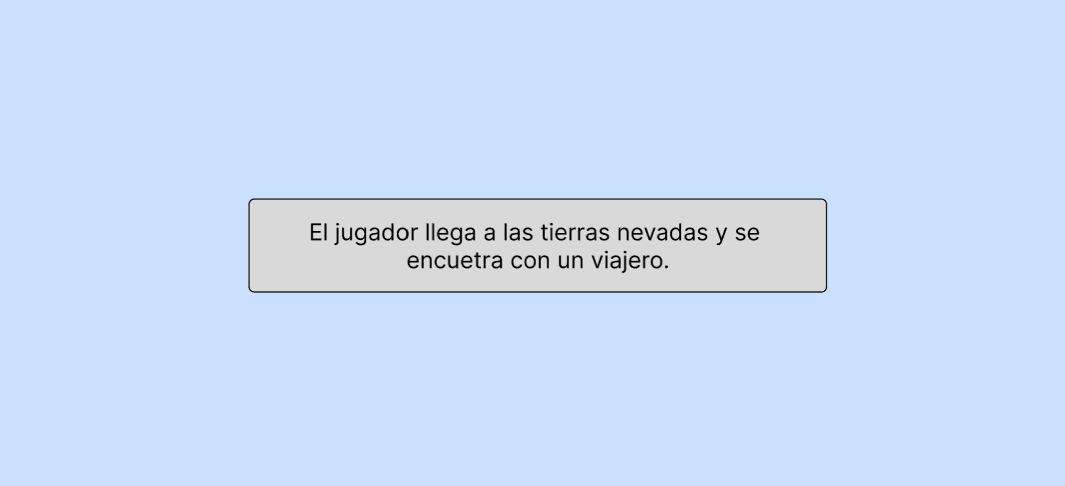 El jugador llega a las tierras nevadas y se
encuetra con un viajero.